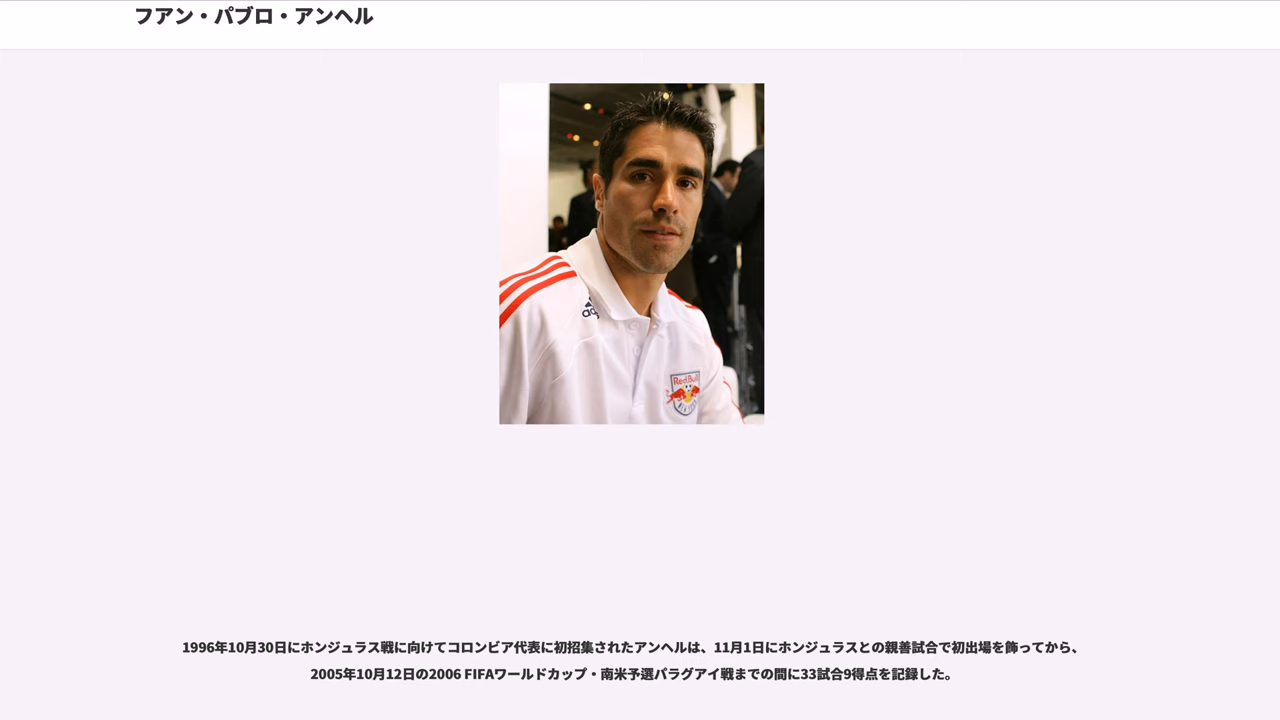 フアン・パブロ・アンヘル
adi
Red Bull
NEW YORK
1996年10月30日にホンジュラス戦に向けてコロンビア代表に初招集されたアンヘルは、11月1日にホンジュラスとの親善試合で初出場を飾ってから、
2005年10月12日の2006 FIFAワールドカップ・南米予選パラグアイ戦までの間に33試合9得点を記録した。